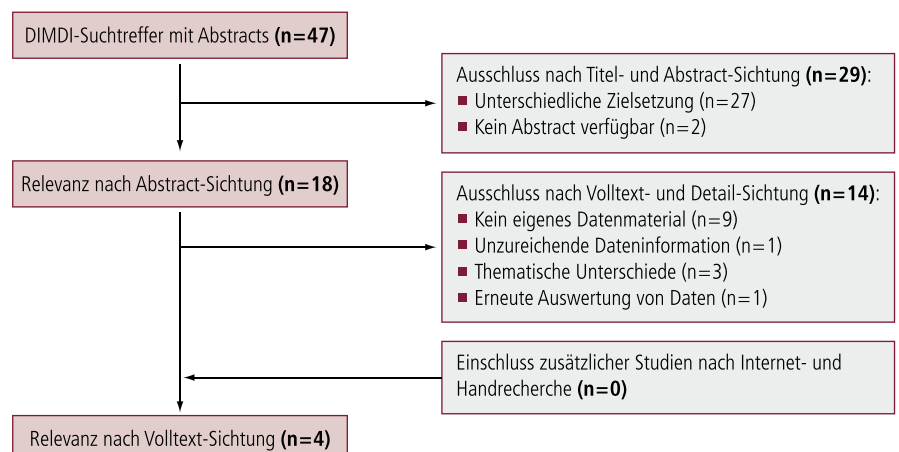 DIMDI-Suchtreffer mit Abstracts (n=47)
Ausschluss nach Titel- und Abstract-Sichtung (n=29):
Unterschiedliche Zielsetzung (n=27)
Kein Abstract verfügbar (n=2)
Relevanz nach Abstract-Sichtung (n=18)
Ausschluss nach Volltext- und Detail-Sichtung (n=14):
Kein eigenes Datenmaterial (n=9)
Unzureichende Dateninformation (n=1)
Thematische Unterschiede (n=3)
Erneute Auswertung von Daten (n=1)
Einschluss zusätzlicher Studien nach Internet- und
Handrecherche (n=0)
Relevanz nach Volltext-Sichtung (n=4)